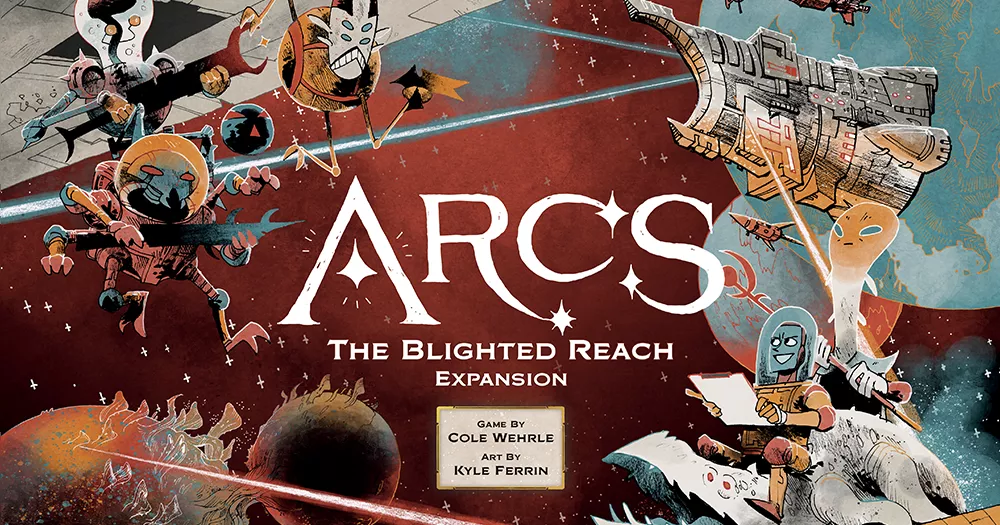 ARCS
THE BLIGHTED REACH
EXPANSION
GAME BY
COLE WEHRLE
ART BY
KYLE FERRIN